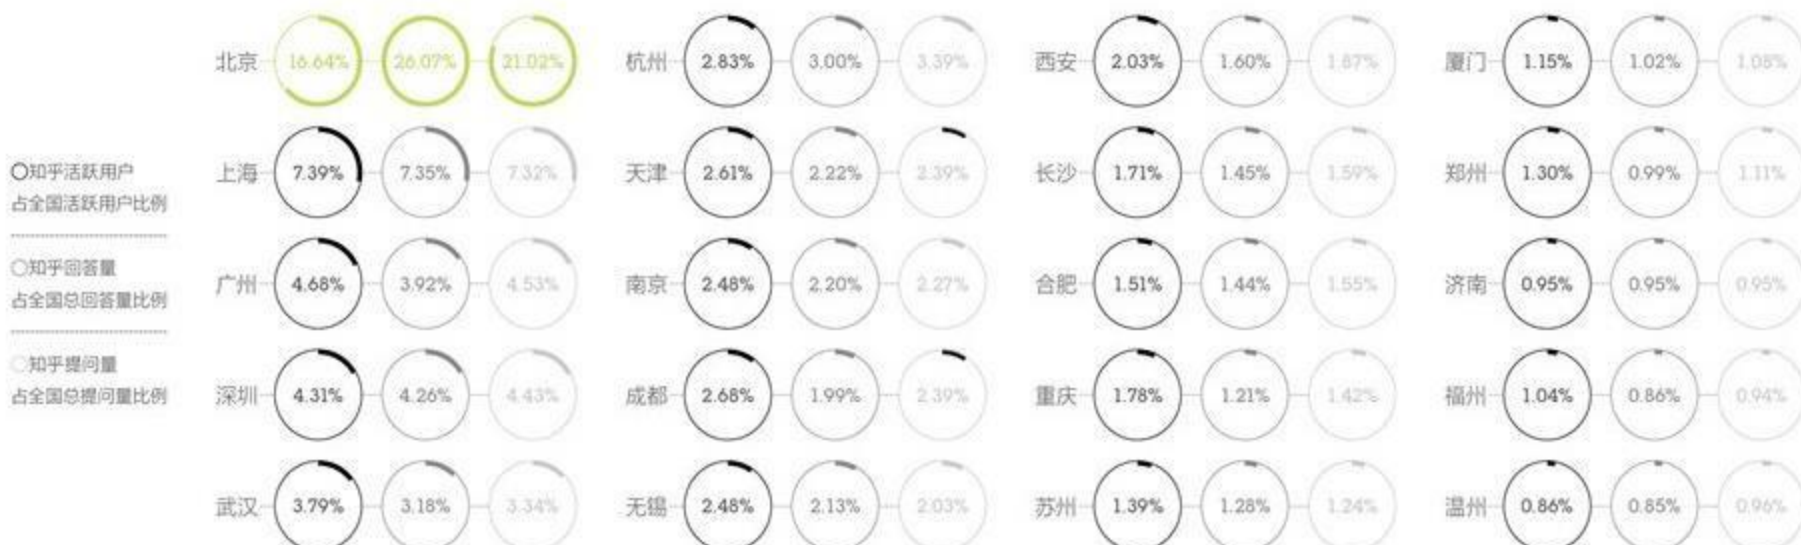 北京 16.64% 26.07% 21.02% 杭州 2.83% 3.00% 3.39% 西安 2.03% 1.60% 1.87% 厦门 1.15% 1.02% 1.08%
上海 7.39% 7.35% 7.32% 天津 2.61% 2.22% 2.39% 长沙 1.71% 1.45% 1.59% 郑州 1.30% 0.99% 1.11%
广州 4.68% 3.92% 4.53% 南京 2.48% 2.20% 2.27% 合肥 1.51% 1.44% 1.55% 济南 0.95% 0.95% 0.95%
深圳 4.31% 4.26% 4.43% 成都 2.68% 1.99% 2.39% 重庆 1.78% 1.21% 1.42% 福州 1.04% 0.86% 0.94%
武汉 3.79% 3.18% 3.34% 无锡 2.48% 2.13% 2.03% 苏州 1.39% 1.28% 1.24% 温州 0.86% 0.85% 0.96%
知乎活跃用户
占全国活跃用户比例
知乎回答量
占全国总回答量比例
知乎提问量
占全国总提问量比例